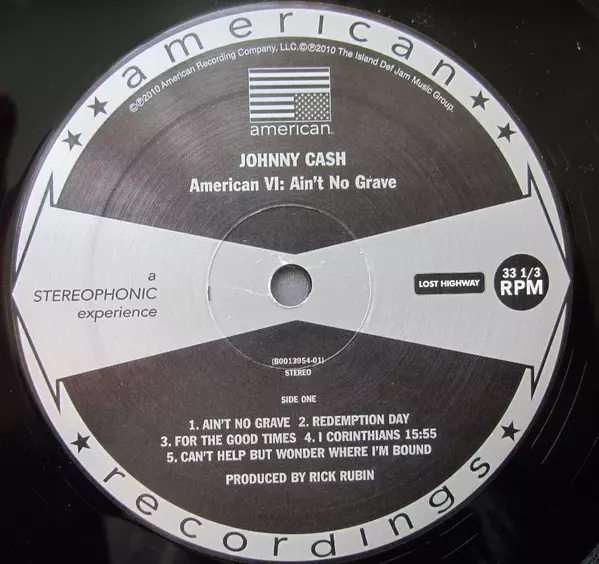 american
©℗2010 American Recording Company, LLC.©℗2010 The Island Def Jam Music Group.
american
JOHNNY CASH
American VI: Ain't No Grave
a
STEREOPHONIC
experience
LOST HIGHWAY
33 1/3
RPM
(B0013954-01)
STEREO
SIDE ONE
1. AIN'T NO GRAVE 2. REDEMPTION DAY
3. FOR THE GOOD TIMES 4. I CORINTHIANS 15:55
5. CAN'T HELP BUT WONDER WHERE I'M BOUND
PRODUCED BY RICK RUBIN
recordings